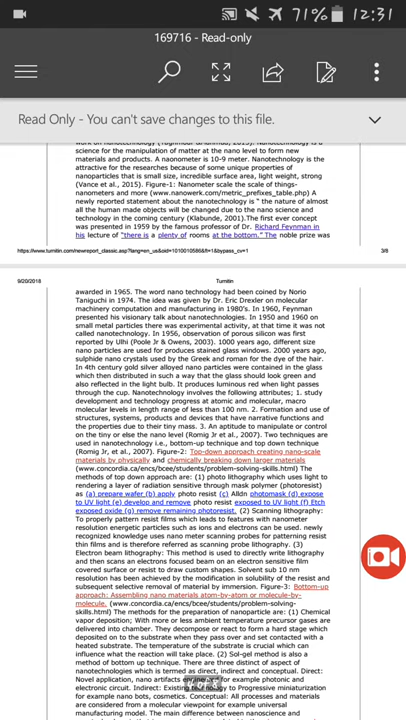 71% 12:31
169716 - Read-only
Read Only - You can't save changes to this file.
science for the manipulation of matter at the nano level to form new
materials and products. A naonometer is 10-9 meter. Nanotechnology is the
attractive for the researches because of some unique properties of
nanoparticles that is small size, incredible surface area, light weight, strong
(Vance et al., 2015). Figure-1: Nanometer scale the scale of things-
nanometers and more (www.nanowerk.com/metric_prefixes_table.php) A
newly reported statement about the nanotechnology is " the nature of almost
all the human made objects will be changed due to the nano science and
technology in the coming century (Klabunde, 2001).The first ever concept
was presented in 1959 by the famous professor of Dr. Richard Feynman in
his lecture of "there is a plenty of rooms at the bottom." The noble prize was
https://www.turnitin.com/newreport_classic.asp?lang=en_us&oid=1010010586&ft=1&bypass_cv=1 3/8
9/20/2018 Turnitin
awarded in 1965. The word nano technology had been coined by Norio
Taniguchi in 1974. The idea was given by Dr. Eric Drexler on molecular
machinery computation and manufacturing in 1980's. In 1960, Feynman
presented his visionary talk about nanotechnologies. In 1950 and 1960 on
small metal particles there was experimental activity, at that time it was not
called nanotechnology. In 1956, observation of porous silicon was first
reported by Ulhi (Poole Jr & Owens, 2003). 1000 years ago, different size
nano particles are used for produces stained glass windows. 2000 years ago,
sulphide nano crystals used by the Greek and roman for the dye of the hair.
In 4th century gold silver alloyed nano particles were contained in the glass
which then distributed in such a way that the glass should look green and
also reflected in the light bulb. It produces luminous red when light passes
through the cup. Nanotechnology involves the following attributes; 1. study
development and technology progress at atomic and molecular, macro
molecular levels in length range of less than 100 nm. 2. Formation and use of
structures, systems, products and devices that have narrative functions and
the properties due to their tiny mass. 3. An aptitude to manipulate or control
on the tiny or else the nano level (Romig Jr et al., 2007). Two techniques are
used in nanotechnology i.e., bottom-up technique and top down technique
(Romig Jr et al., 2007). Figure-2: Top-down approach creating nano-scale
materials by physically and chemically breaking down larger materials
(www.concordia.ca/encs/bcee/students/problem-solving-skills.html) The
methods of top down approach are: (1) photo lithography which uses light to
rendering a layer of radiation sensitive through mask polymer (photoresist)
as (a) prepare wafer (b) apply photo resist (c) Alldn photomask (d) expose
to UV light (e) develop and remove photo resist exposed to UV light (f) Etch
exposed oxide (g) remove remaining photoresist. (2) Scanning lithography:
To properly pattern resist films which leads to features with nanometer
resolution energetic particles such as ions and electrons can be used. newly
recognized knowledge uses nano meter scanning probes for patterning resist
thin films and is therefore referred as scanning probe lithography. (3)
Electron beam lithography: This method is used to directly write lithography
and then scans an electrons focused beam on an electron sensitive film
covered surface or resist to draw custom shapes. Solvent sub 10 nm
resolution has been achieved by the modification in solubility of the resist and
subsequent selective removal of material by immersion. Figure-3: Bottom-up
approach: Assembling nano materials atom-by-atom or molecule-by-
molecule. (www.concordia.ca/encs/bcee/students/problem-solving-
skills.html) The methods for the preparation of nanoparticle are: (1) Chemical
vapor deposition; With more or less ambient temperature precursor gases are
delivered into chamber. They decompose or react to form a hard stage which
deposited on to the substrate when they pass over and set contacted with a
heated substrate. The temperature of the substrate is crucial which can
influence what the reaction will take place. (2) Sol-gel method is also a
method of bottom up technique. There are three distinct aspect of
nanotechnologies which is termed as direct, indirect and conceptual. Direct:
Novel application, nano artifacts environments for example photonic and
electronic circuit. Indirect: Existing technology to Progressive miniaturization
for example nano bots, cosmetics. Conceptual: All processes and materials
are considered from a molecular viewpoint for example universal
manufacturing model. The main difference between nanoscience and